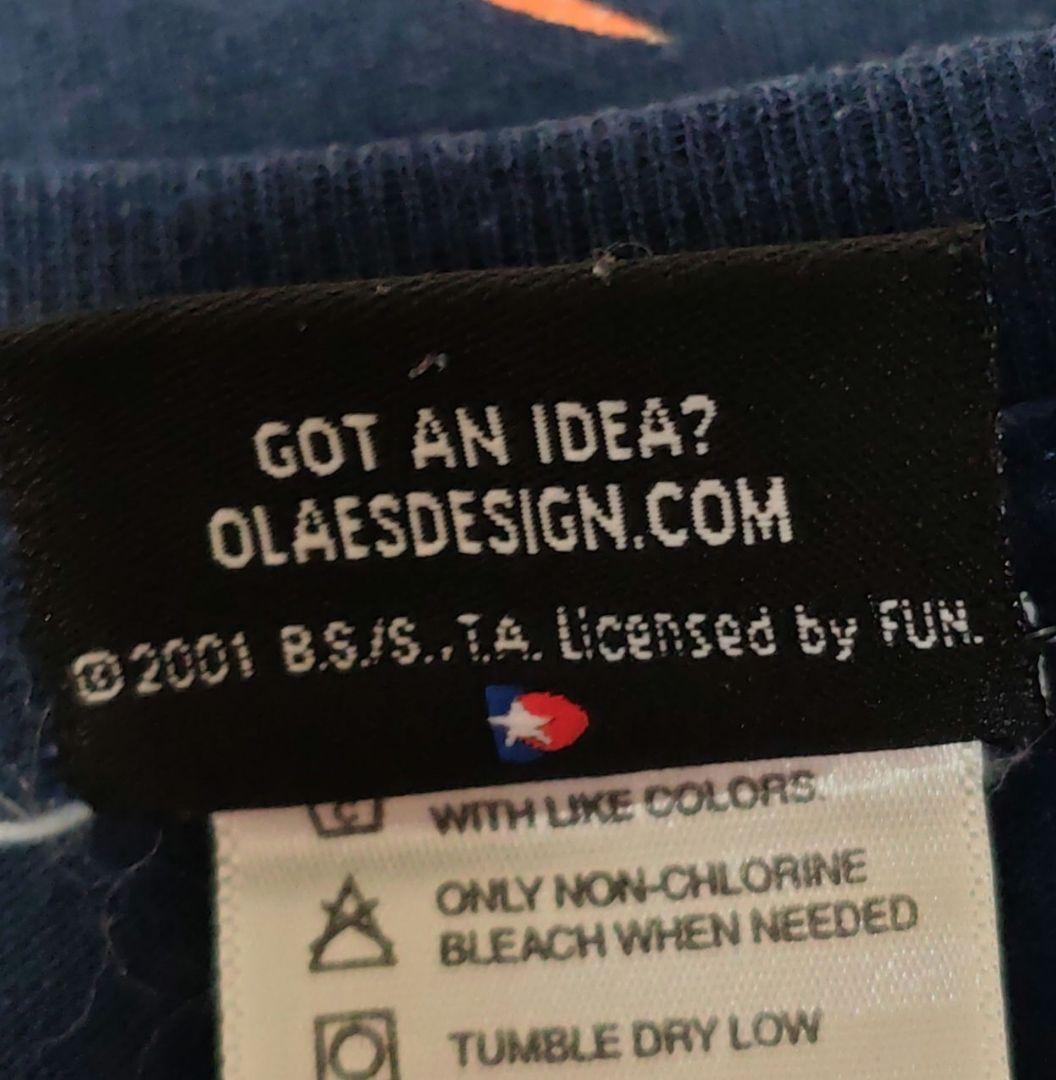 GOT AN IDEA?
OLAESDESIGN.COM
©2001 B.S./S.,T.A. Licensed by FUN.
WITH LIKE COLORS.
ONLY NON-CHLORINE
BLEACH WHEN NEEDED
TUMBLE DRY LOW